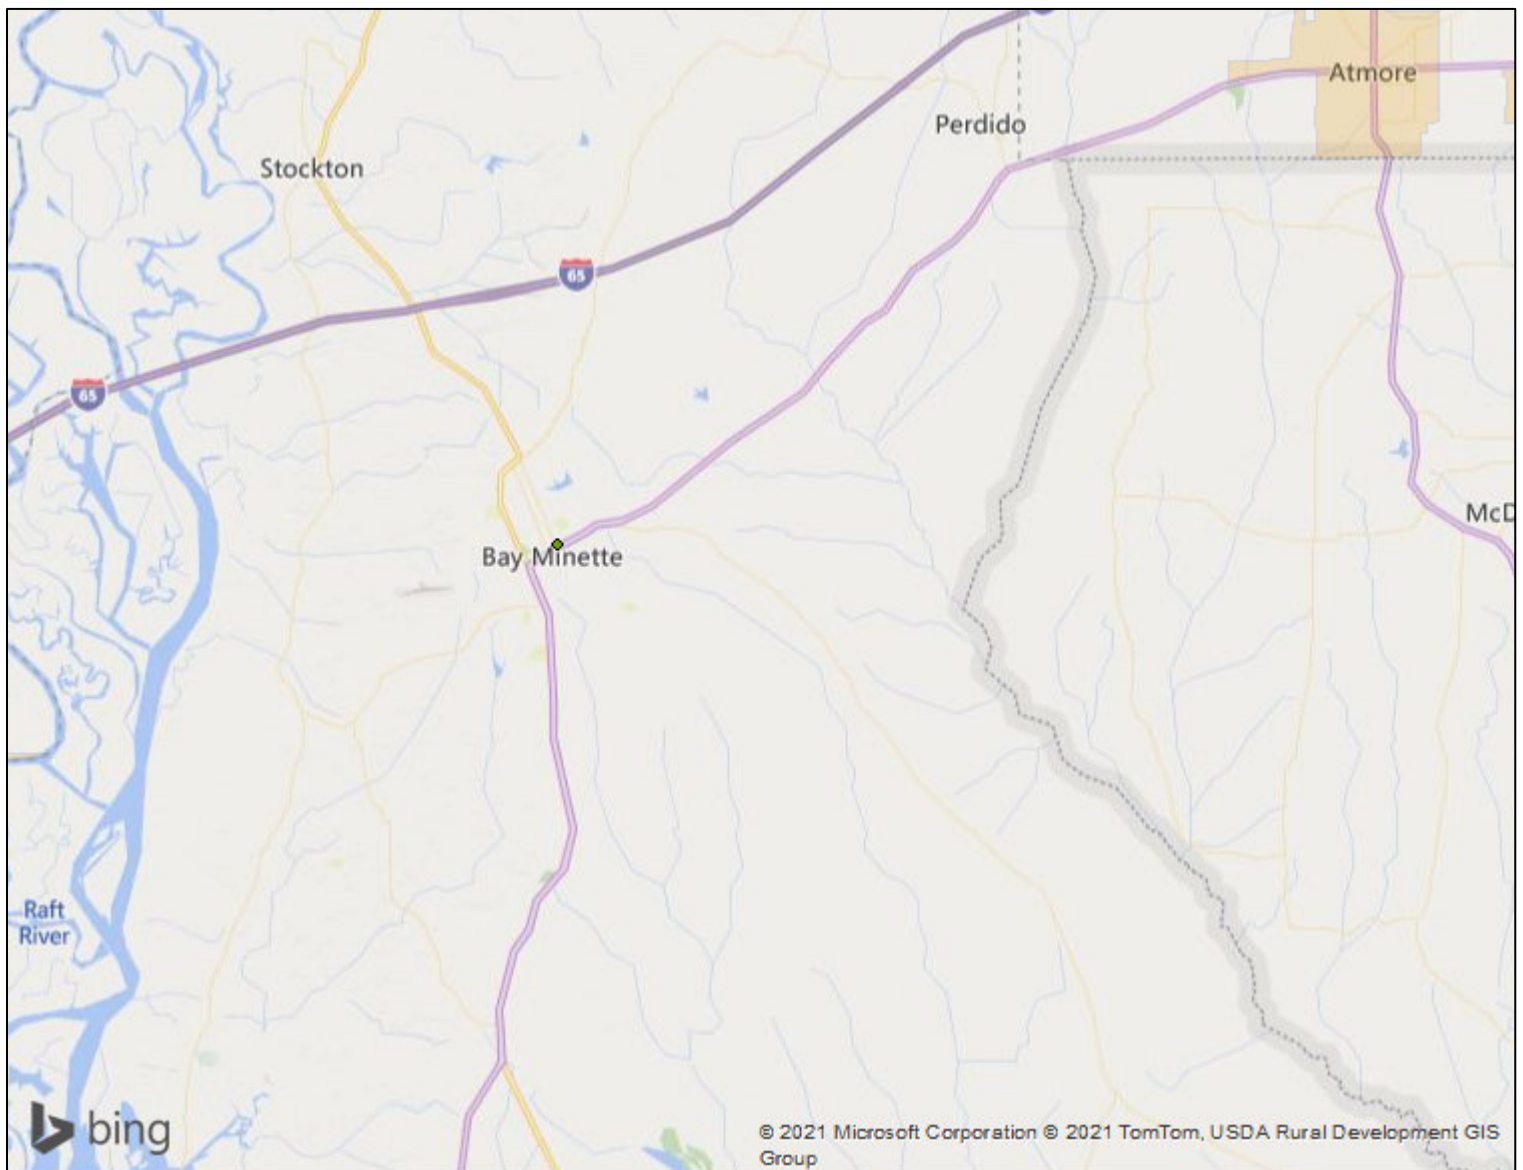 Atmore
Perdido
Stockton
65
65
McD
Bay Minette
Raft
River
bing
© 2021 Microsoft Corporation © 2021 TomTom, USDA Rural Development GIS
Group